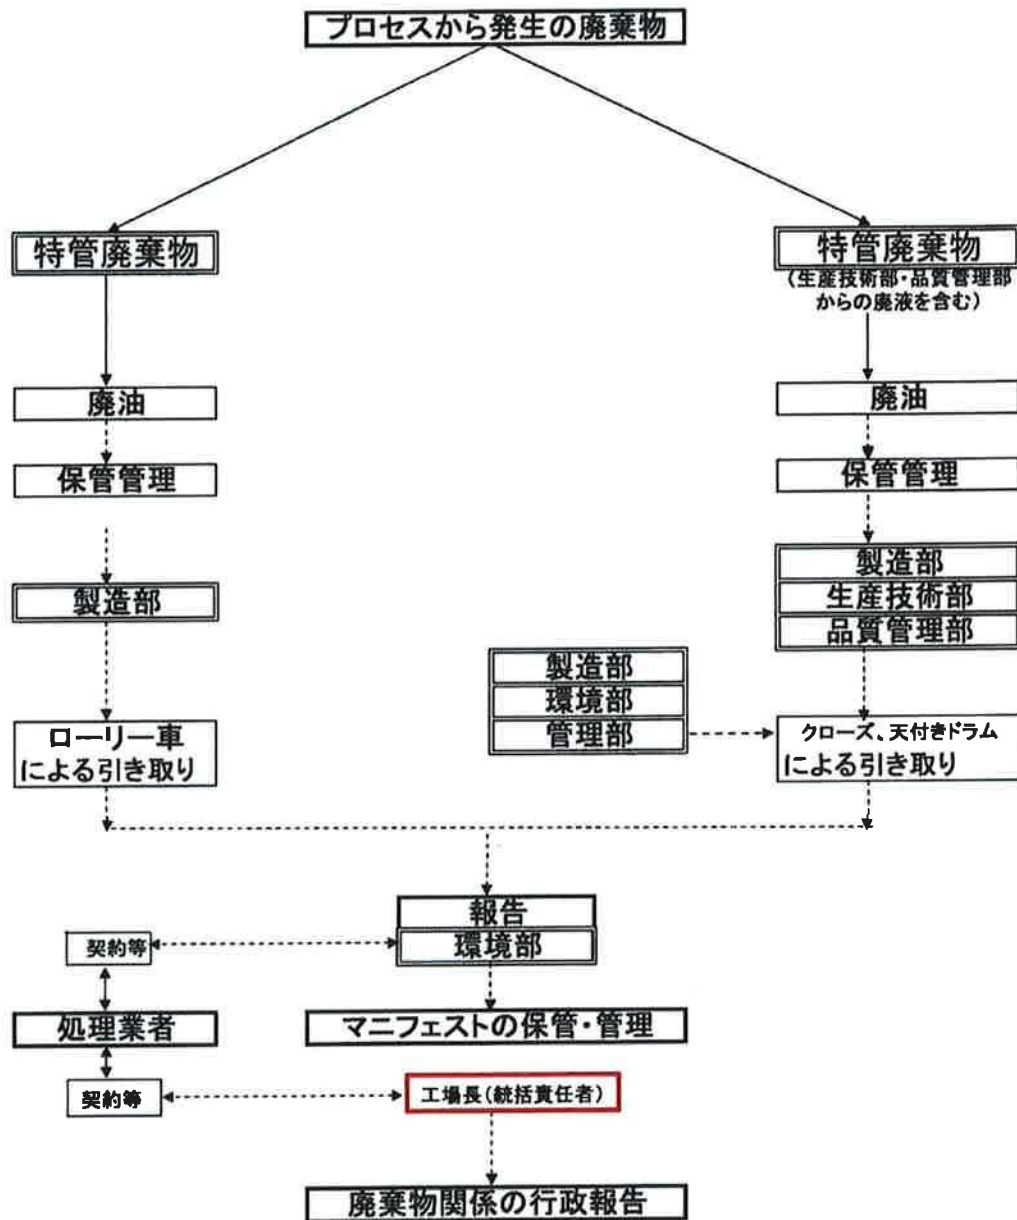 プロセスから発生の廃棄物
特管廃棄物
特管廃棄物
(生産技術部・品質管理部
からの廃液を含む)
廃油
廃油
保管管理
保管管理
製造部
製造部
生産技術部
品質管理部
製造部
環境部
管理部
ローリー車
による引き取り
クローズ、天付きドラム
による引き取り
報告
環境部
契約等
処理業者
マニフェストの保管・管理
契約等
工場長(統括責任者)
廃棄物関係の行政報告